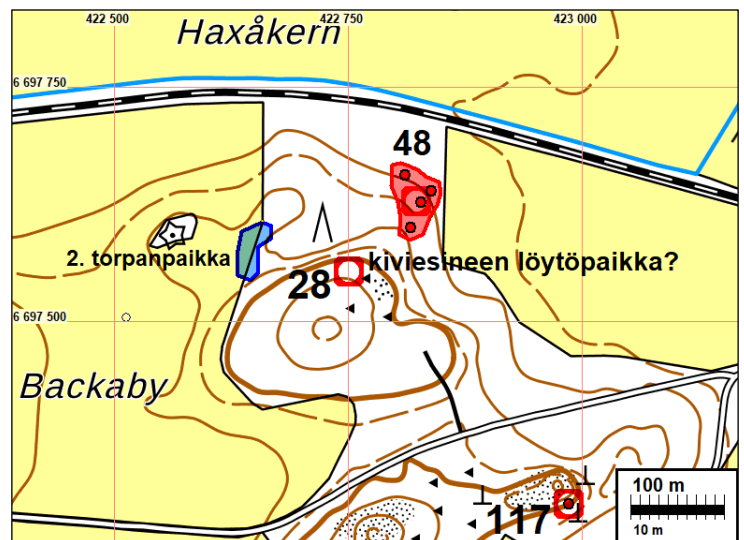 422 500
422 750
423 000
Haxåkern
6 697 750
48
2. torpanpaikka
kiviesineen löytöpaikka?
28
6 697 500
Backaby
117
100 m
10 m